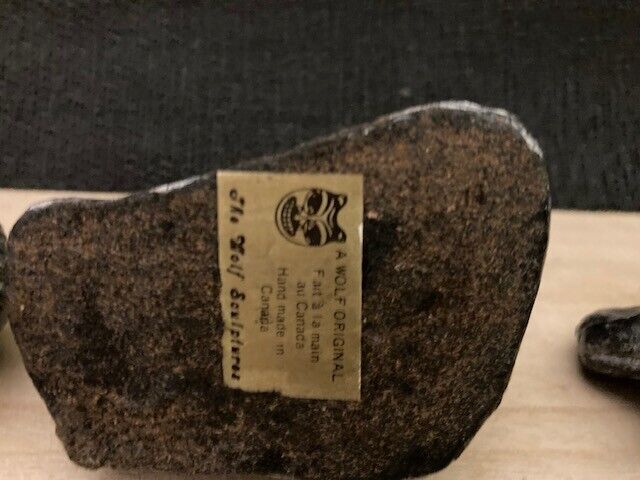 A WOLF ORIGINAL
Fait à la main
au Canada
Hand made in
Canada
The Wolf Sculptures